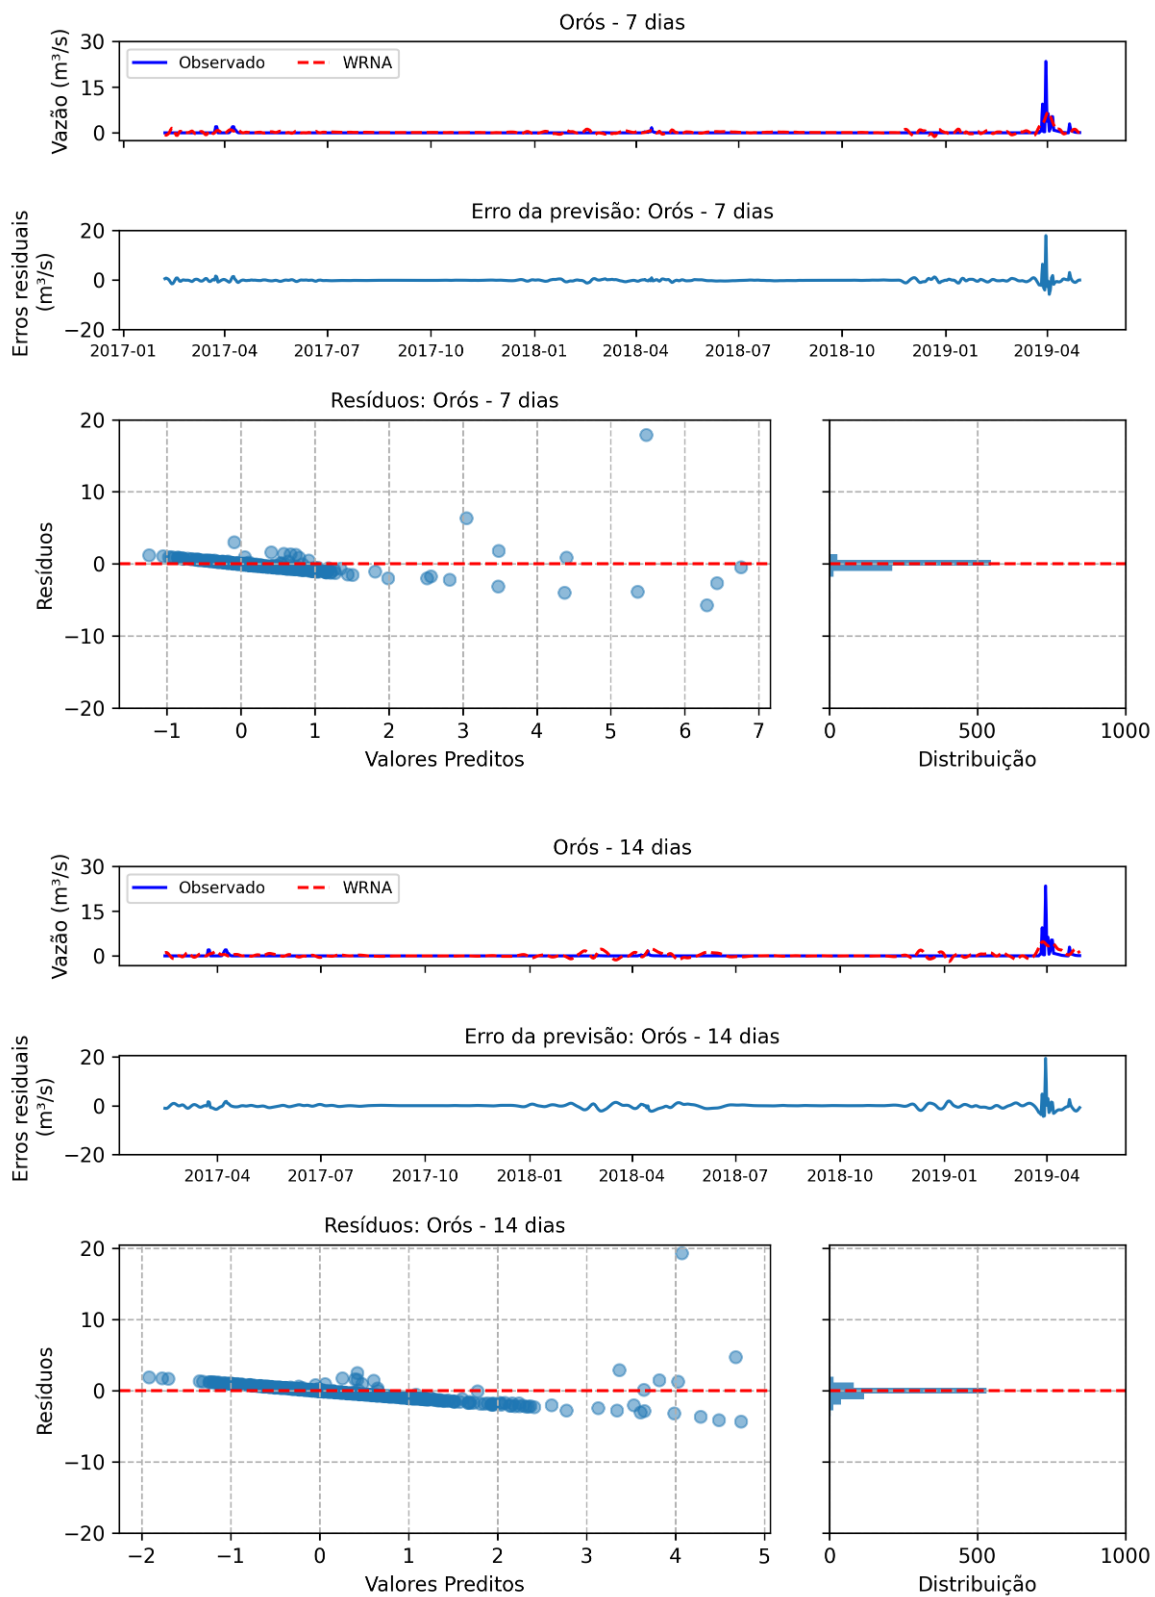 Orós - 7 dias
Vazão (m³/s)
30
15
0
Observado
WRNA
Erro da previsão: Orós - 7 dias
Erros residuais
(m³/s)
20
0
−20
2017-01 2017-04 2017-07 2017-10 2018-01 2018-04 2018-07 2018-10 2019-01 2019-04
Resíduos: Orós - 7 dias
Resíduos
20
10
0
−10
−20
−1 0 1 2 3 4 5 6 7
Valores Preditos
0 500 1000
Distribuição
Orós - 14 dias
Vazão (m³/s)
30
15
0
Observado
WRNA
Erro da previsão: Orós - 14 dias
Erros residuais
(m³/s)
20
0
−20
2017-04 2017-07 2017-10 2018-01 2018-04 2018-07 2018-10 2019-01 2019-04
Resíduos: Orós - 14 dias
Resíduos
20
10
0
−10
−20
−2 −1 0 1 2 3 4 5
Valores Preditos
0 500 1000
Distribuição